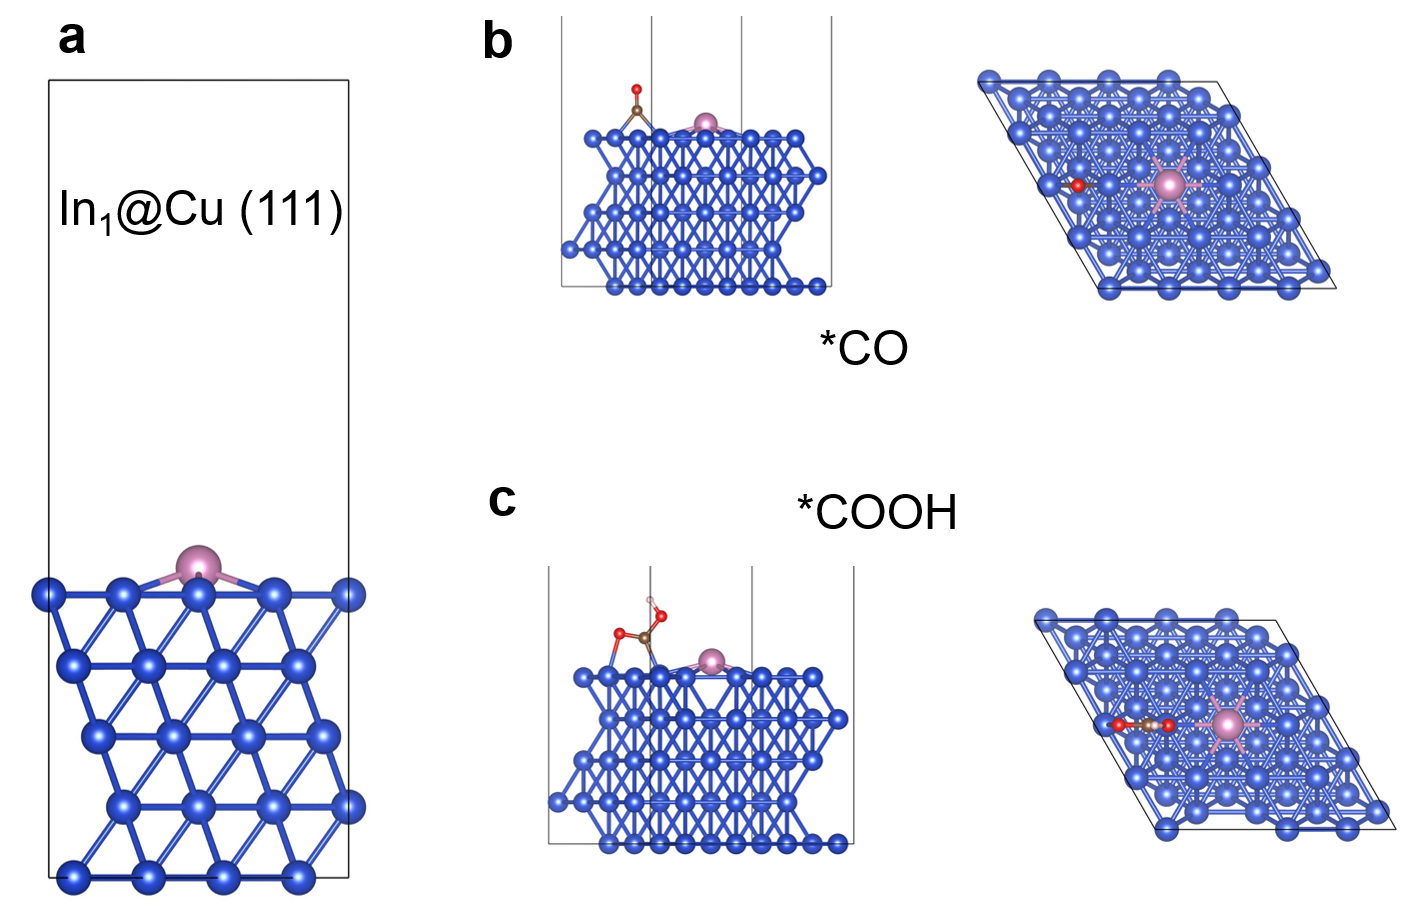 a
In₁@Cu (111)
b
*CO
c
*COOH